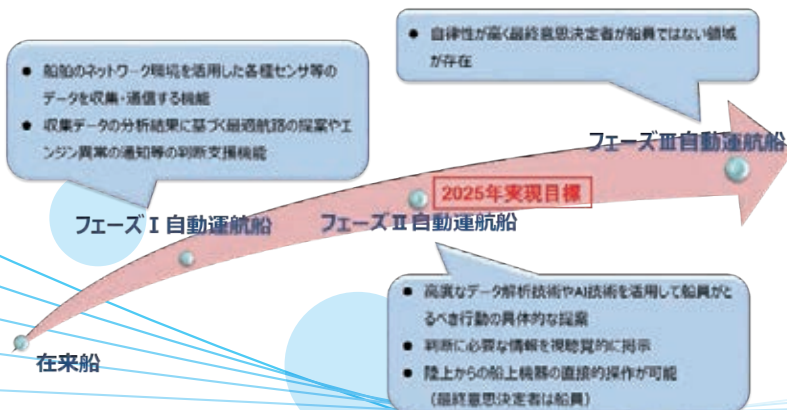 ● 自律性が高く最終意思決定者が船員ではない領域
が存在
● 船舶のネットワーク環境を活用した各種センサ等の
データを収集・通信する機能
● 収集データの分析結果に基づく最適航路の提案やエ
ンジン異常の通知等の判断支援機能
フェーズⅢ自動運航船
2025年実現目標
フェーズⅠ自動運航船
フェーズⅡ自動運航船
● 高度なデータ解析技術やAI技術を活用して船員がと
るべき行動の具体的な提案
● 判断に必要な情報を視聴覚的に掲示
● 陸上からの船上機器の直接的操作が可能
（最終意思決定者は船員）
在来船